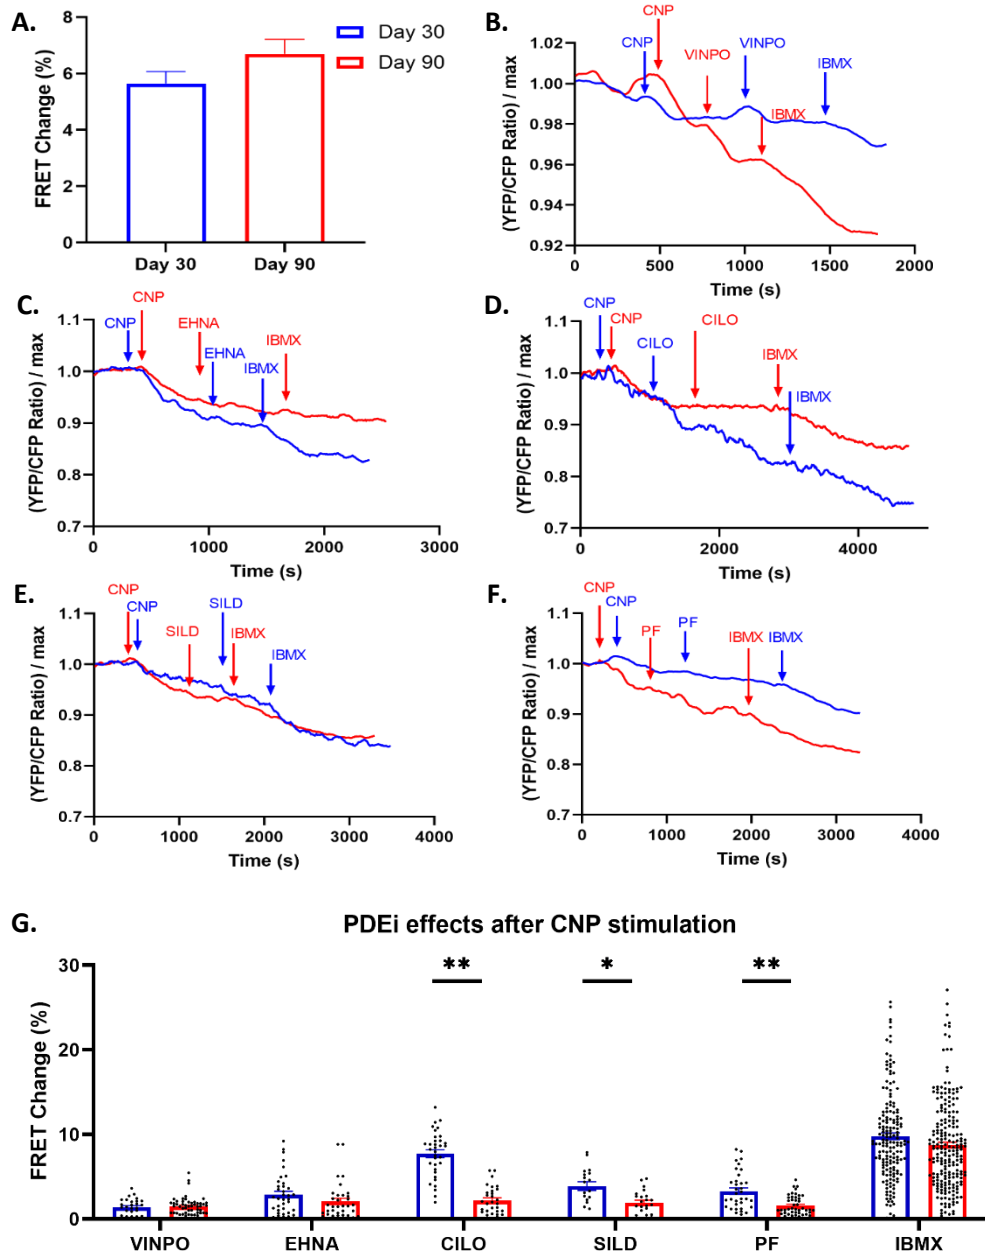 A.
FRET Change (%)
8
6
4
2
0
Day 30
Day 90
Day 30
Day 90
B.
(YFP/CFP Ratio) / max
1.02
1.00
0.98
0.96
0.94
0.92
CNP
CNP
VINPO
VINPO
IBMX
IBMX
0
500
1000
1500
2000
Time (s)
C.
(YFP/CFP Ratio) / max
1.1
1.0
0.9
0.8
0.7
CNP
CNP
EHNA
EHNA
IBMX
IBMX
0
1000
2000
3000
Time (s)
D.
(YFP/CFP Ratio) / max
1.1
1.0
0.9
0.8
0.7
CNP
CNP
CILO
CILO
IBMX
IBMX
0
2000
4000
Time (s)
E.
(YFP/CFP Ratio) / max
1.1
1.0
0.9
0.8
0.7
CNP
CNP
SILD
SILD
IBMX
IBMX
0
1000
2000
3000
4000
Time (s)
F.
(YFP/CFP Ratio) / max
1.1
1.0
0.9
0.8
0.7
CNP
CNP
PF
PF
IBMX
IBMX
0
1000
2000
3000
4000
Time (s)
G.
PDEi effects after CNP stimulation
FRET Change (%)
30
20
10
0
**
*
**
VINPO
EHNA
CILO
SILD
PF
IBMX